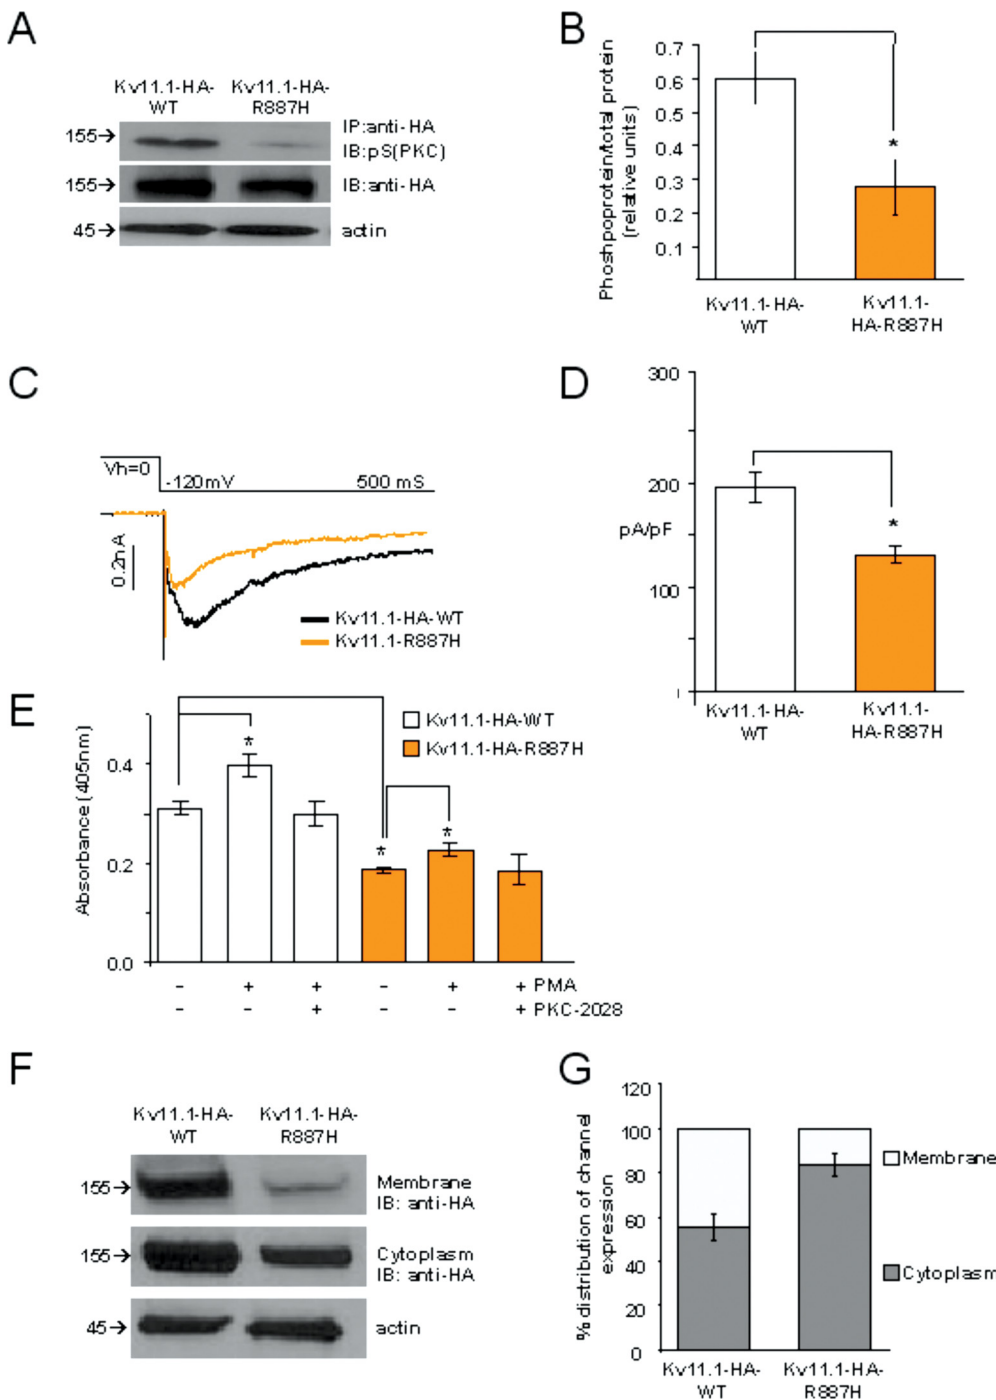 A
Kv11.1-HA-
WT
Kv11.1-HA-
R887H
155→
IP:anti-HA
IB:pS(PKC)
155→
IB:anti-HA
45→
actin
B
Phoshpoprotein/total protein
(relative units)
0.7
0.6
0.5
0.4
0.3
0.2
0.1
*
Kv11.1-HA-
WT
Kv11.1-
HA-R887H
C
Vh=0
-120mV
500 mS
0.2nA
Kv11.1-HA-WT
Kv11.1-R887H
D
300
200
pA/pF
100
*
Kv11.1-HA-
WT
Kv11.1-
HA-R887H
E
Kv11.1-HA-WT
Kv11.1-HA-R887H
Absorbance (405nm)
0.4
0.2
0.0
*
*
*
- + + - + + PMA
- - + - - + PKC-2028
F
Kv11.1-HA-
WT
Kv11.1-HA-
R887H
155→
Membrane
IB: anti-HA
155→
Cytoplasm
IB: anti-HA
45→
actin
G
% distribution of channel
expression
120
100
80
60
40
20
0
Membrane
Cytoplasm
Kv11.1-HA-
WT
Kv11.1-HA-
R887H